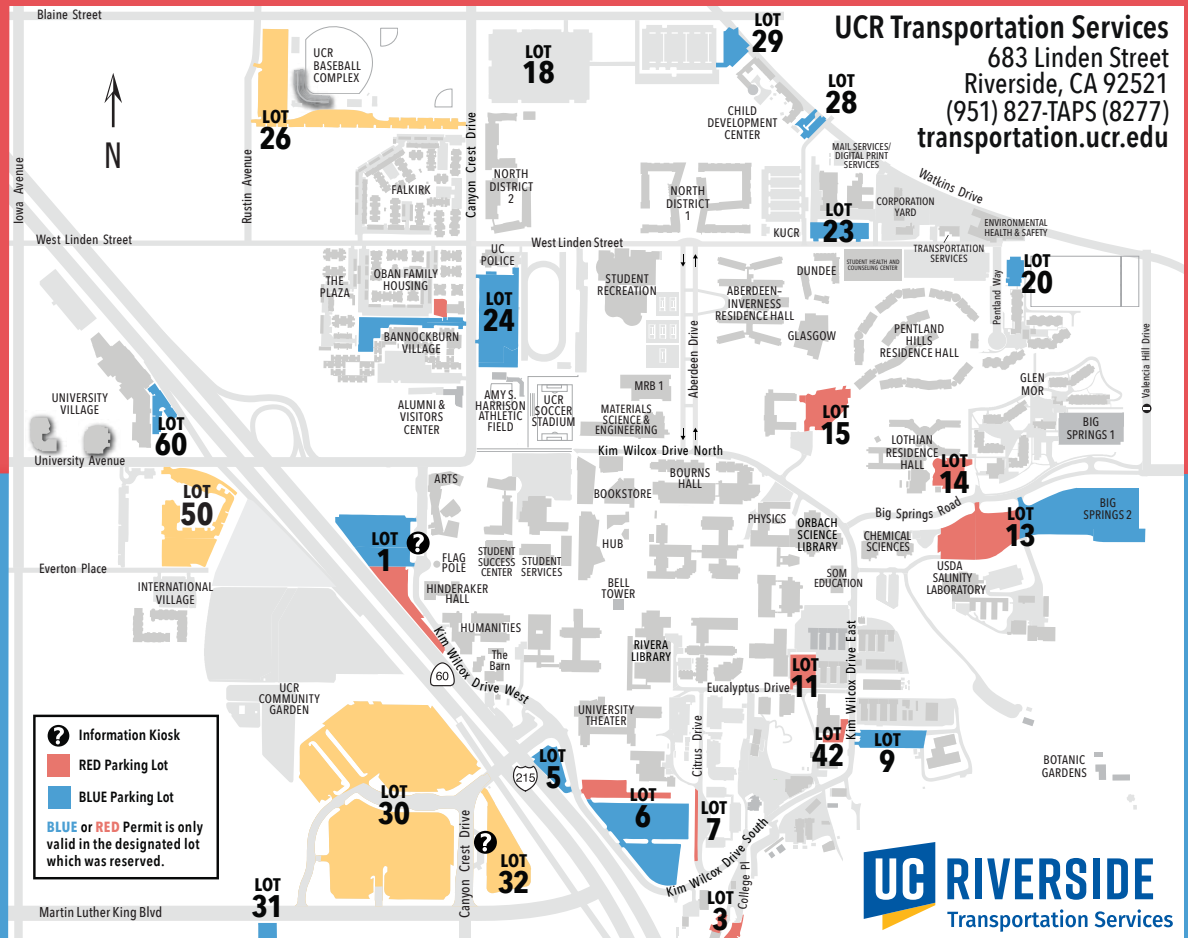 Blaine Street
UCR Transportation Services
683 Linden Street
Riverside, CA 92521
(951) 827-TAPS (8277)
transportation.ucr.edu
LOT
29
LOT
18
UCR
BASEBALL
COMPLEX
LOT
28
LOT
26
CHILD
DEVELOPMENT
CENTER
N
MAIL SERVICES/
DIGITAL PRINT
SERVICES
Iowa Avenue
Rustin Avenue
Canyon Crest Drive
FALKIRK
NORTH
DISTRICT
2
NORTH
DISTRICT
1
Watkins Drive
CORPORATION
YARD
LOT
23
KUCR
ENVIRONMENTAL
HEALTH & SAFETY
West Linden Street
West Linden Street
TRANSPORTATION
SERVICES
UC
POLICE
STUDENT HEALTH AND
COUNSELING CENTER
DUNDEE
LOT
20
THE
PLAZA
OBAN FAMILY
HOUSING
STUDENT
RECREATION
ABERDEEN–
INVERNESS
RESIDENCE HALL
Pentland Way
LOT
24
BANNOCKBURN
VILLAGE
GLASGOW
PENTLAND
HILLS
RESIDENCE HALL
Aberdeen Drive
Valencia Hill Drive
GLEN
MOR
MRB 1
UNIVERSITY
VILLAGE
LOT
60
ALUMNI &
VISITORS
CENTER
AMY S.
HARRISON
ATHLETIC
FIELD
UCR
SOCCER
STADIUM
MATERIALS
SCIENCE &
ENGINEERING
LOT
15
BIG
SPRINGS 1
LOTHIAN
RESIDENCE
HALL
University Avenue
Kim Wilcox Drive North
LOT
14
ARTS
BOURNS
HALL
BOOKSTORE
LOT
50
Big Springs Road
BIG
SPRINGS 2
LOT
13
PHYSICS
ORBACH
SCIENCE
LIBRARY
CHEMICAL
SCIENCES
LOT
1
?
HUB
FLAG
POLE
STUDENT
SUCCESS
CENTER
STUDENT
SERVICES
Everton Place
USDA
SALINITY
LABORATORY
SOM
EDUCATION
INTERNATIONAL
VILLAGE
HINDERAKER
HALL
BELL
TOWER
HUMANITIES
Kim Wilcox Drive West
Kim Wilcox Drive East
RIVERA
LIBRARY
The
Barn
60
LOT
11
Eucalyptus Drive
UCR
COMMUNITY
GARDEN
UNIVERSITY
THEATER
Citrus Drive
LOT
42
LOT
9
? Information Kiosk
RED Parking Lot
BLUE Parking Lot
BLUE or RED Permit is only
valid in the designated lot
which was reserved.
LOT
5
215
BOTANIC
GARDENS
LOT
30
LOT
6
LOT
7
Canyon Crest Drive
?
LOT
32
Kim Wilcox Drive South
College Pl
LOT
31
LOT
3
Martin Luther King Blvd
UC RIVERSIDE
Transportation Services